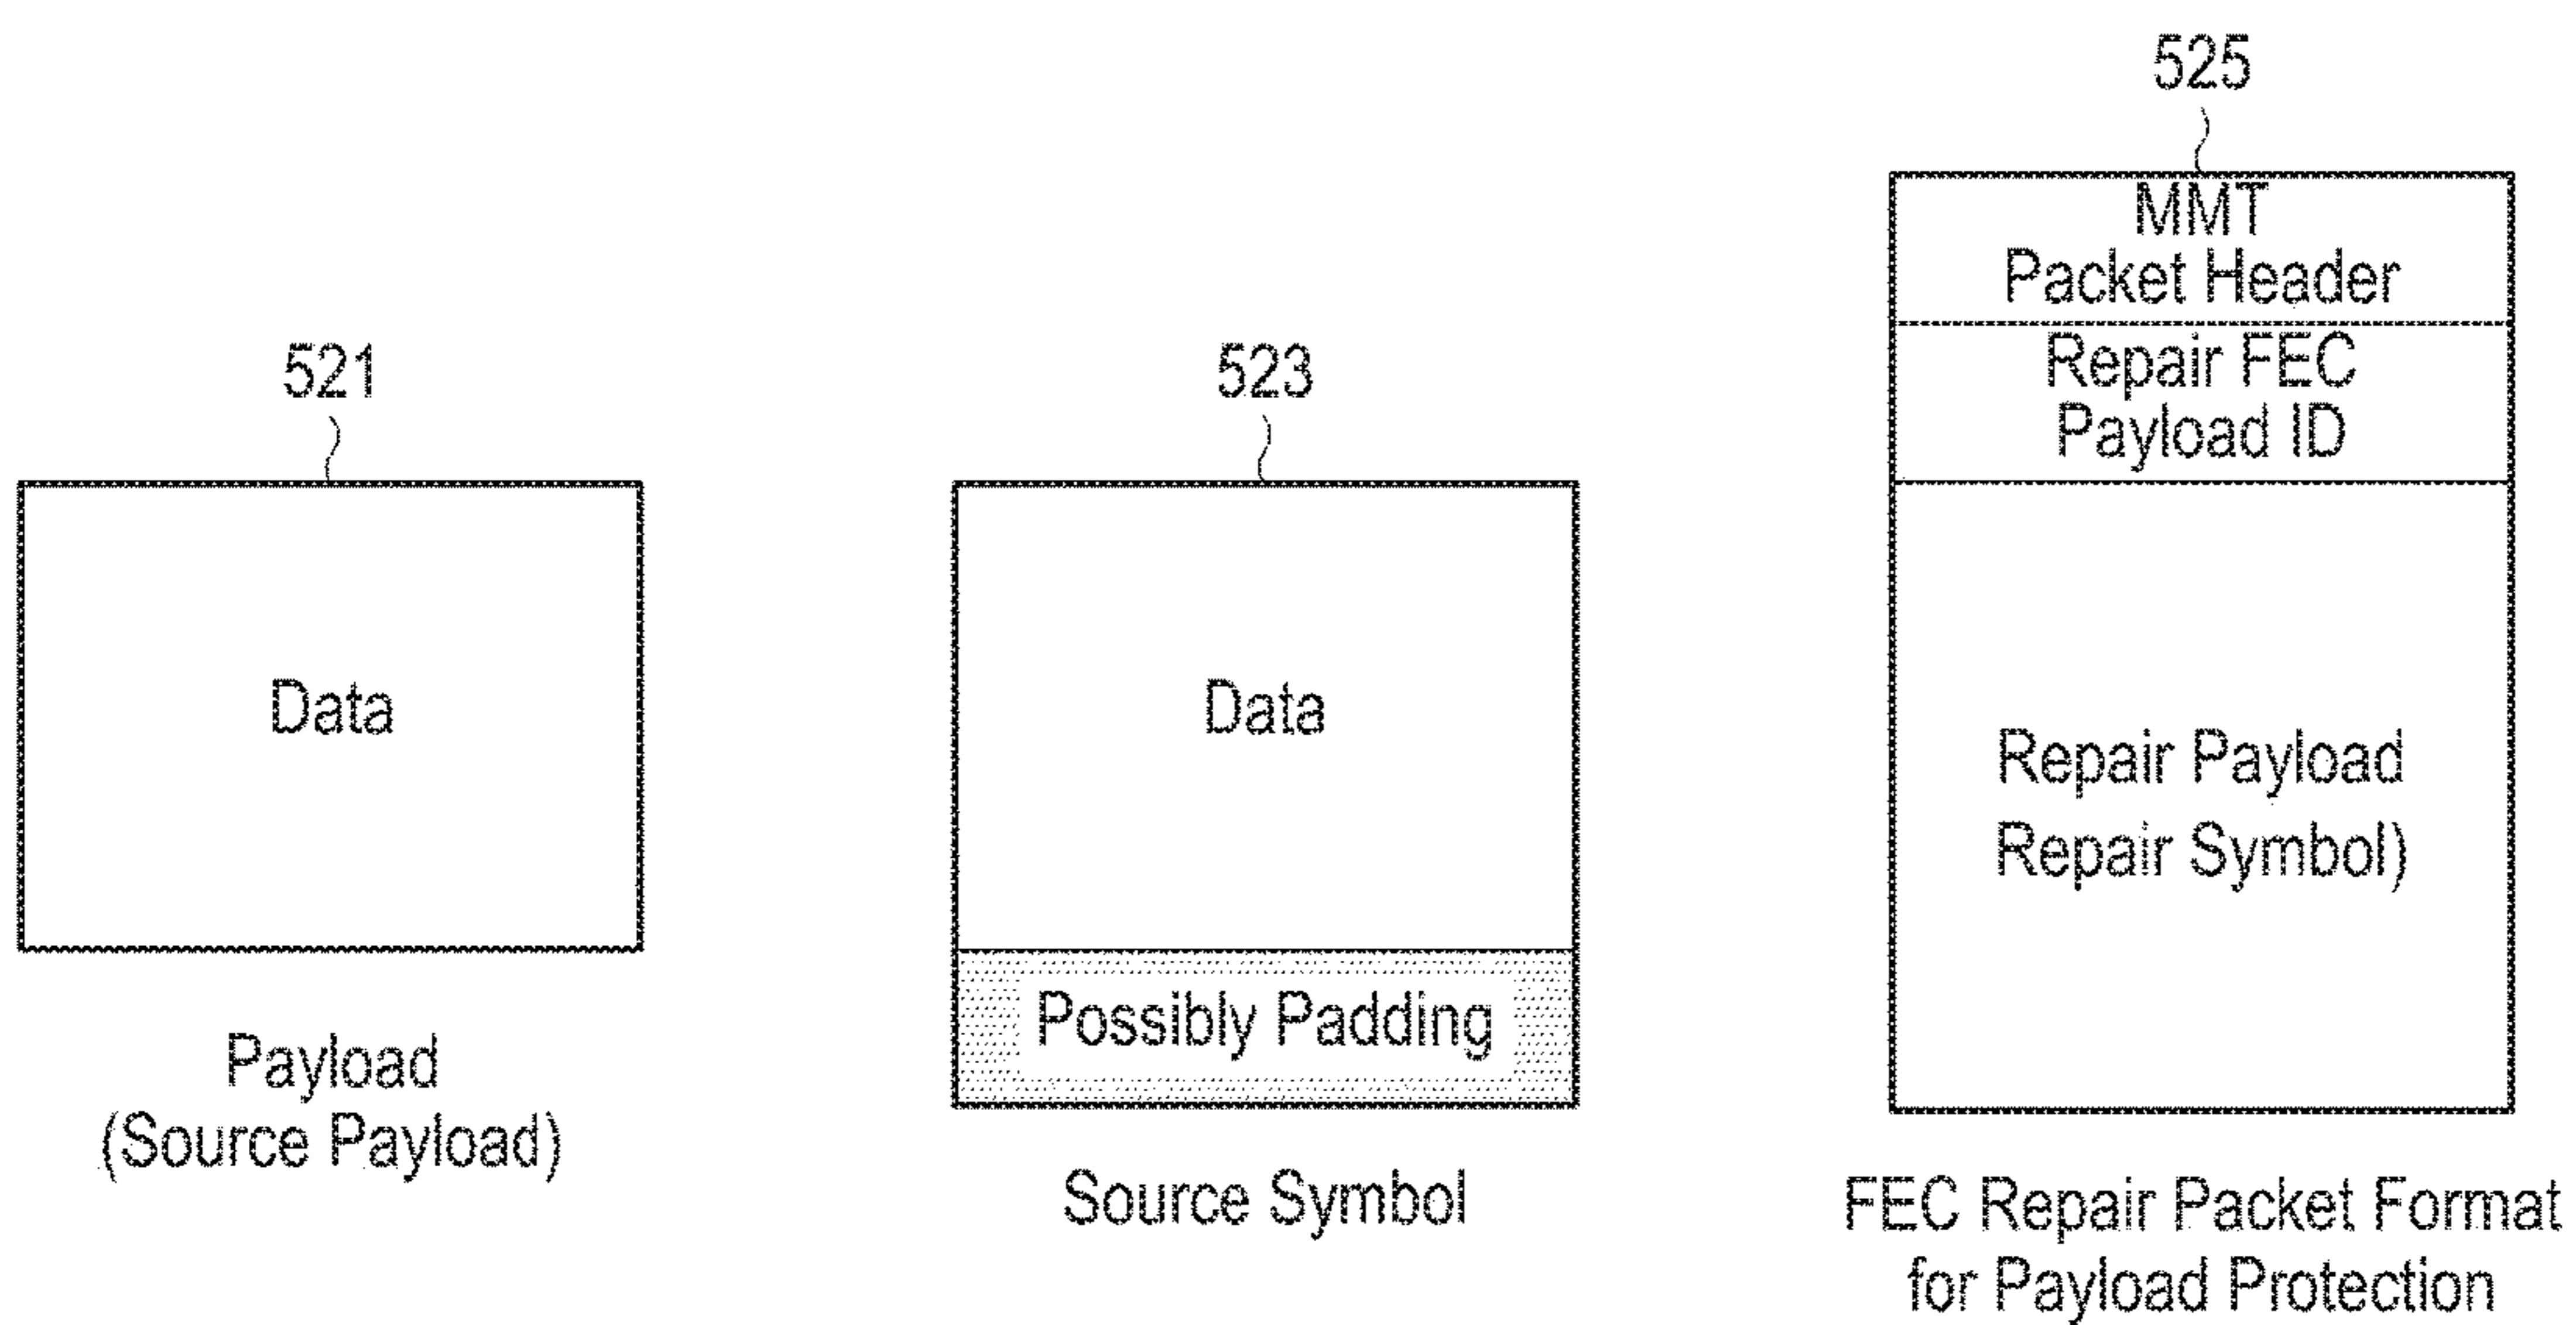 521
Data
Payload
(Source Payload)
523
Data
Possibly Padding
Source Symbol
525
MMT
Packet Header
Repair FEC
Payload ID
Repair Payload
Repair Symbol)
FEC Repair Packet Format
for Payload Protection